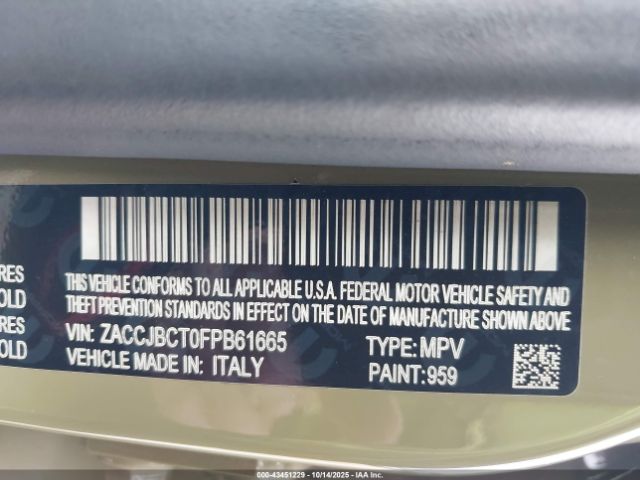 RES
OLD
RES
OLD
THIS VEHICLE CONFORMS TO ALL APPLICABLE U.S.A. FEDERAL MOTOR VEHICLE SAFETY AND
THEFT PREVENTION STANDARDS IN EFFECT ON THE DATE OF MANUFACTURE SHOWN ABOVE
VIN: ZACCJBCT0FPB61665 TYPE: MPV
VEHICLE MADE IN: ITALY PAINT: 959
000-43451229 - 10/14/2025 - IAAI.COM